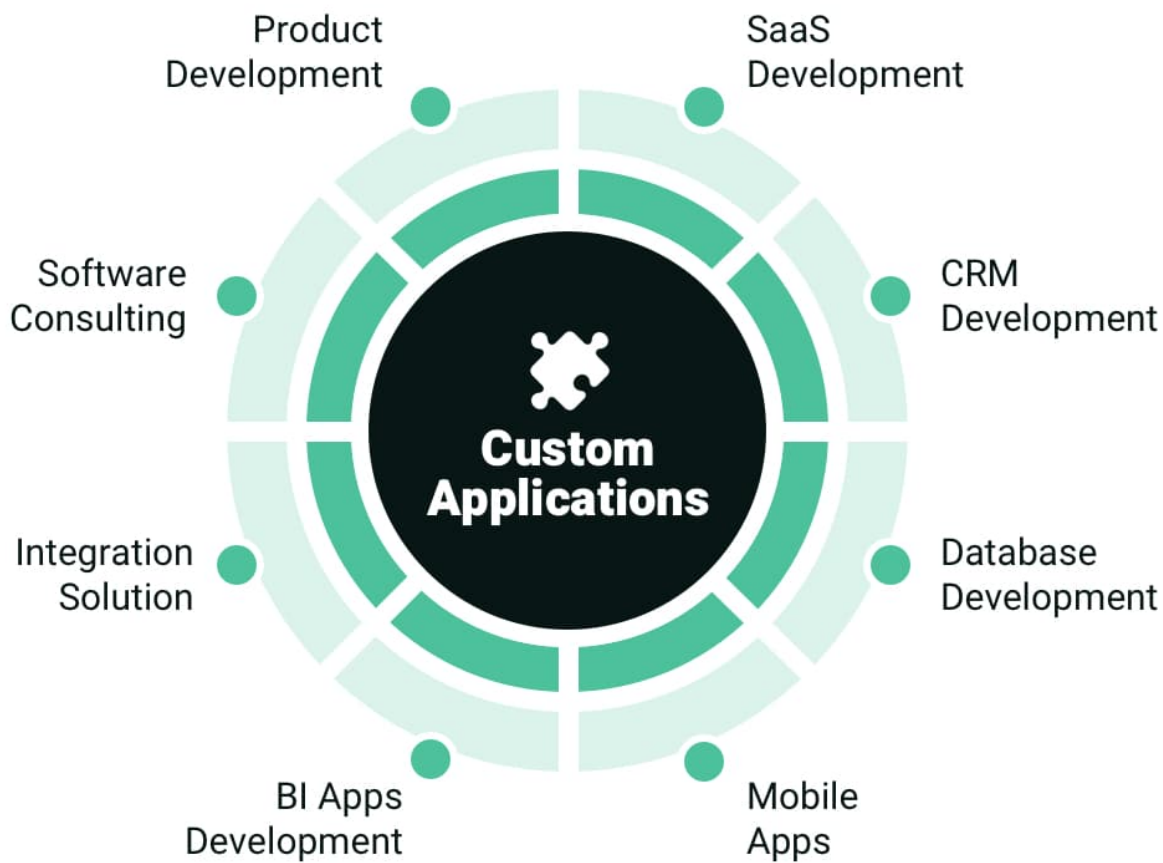 Product
Development
SaaS
Development
Software
Consulting
CRM
Development
Custom
Applications
Integration
Solution
Database
Development
BI Apps
Development
Mobile
Apps